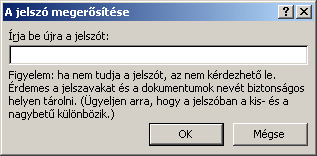 A jelszó megerősítése
Írja be újra a jelszót:
Figyelem: ha nem tudja a jelszót, az nem kérdezhető le.
Érdemes a jelszavakat és a dokumentumok nevét biztonságos
helyen tárolni. (Ügyeljen arra, hogy a jelszóban a kis- és a
nagybetű különbözik.)
OK Mégse